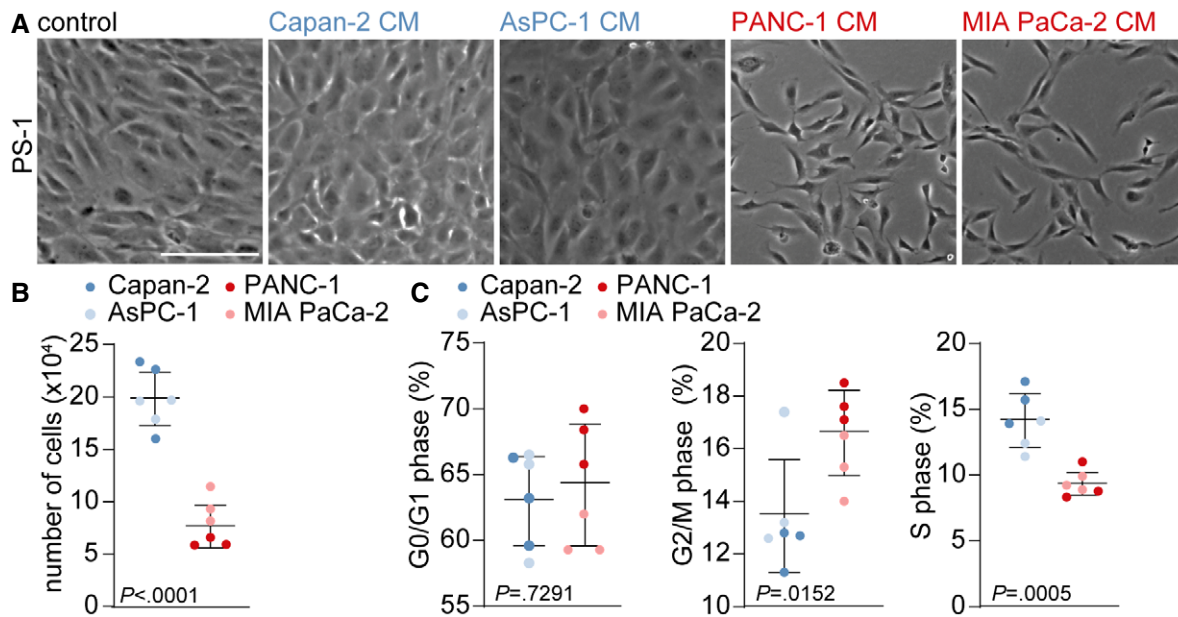 A control Capan-2 CM AsPC-1 CM PANC-1 CM MIA PaCa-2 CM
PS-1
B Capan-2 PANC-1
AsPC-1 MIA PaCa-2
number of cells (x10⁴)
25
20
15
10
5
0
P<.0001
C Capan-2 PANC-1
AsPC-1 MIA PaCa-2
G0/G1 phase (%)
75
70
65
60
55
P=.7291
G2/M phase (%)
20
18
16
14
12
10
P=.0152
S phase (%)
20
15
10
5
0
P=.0005